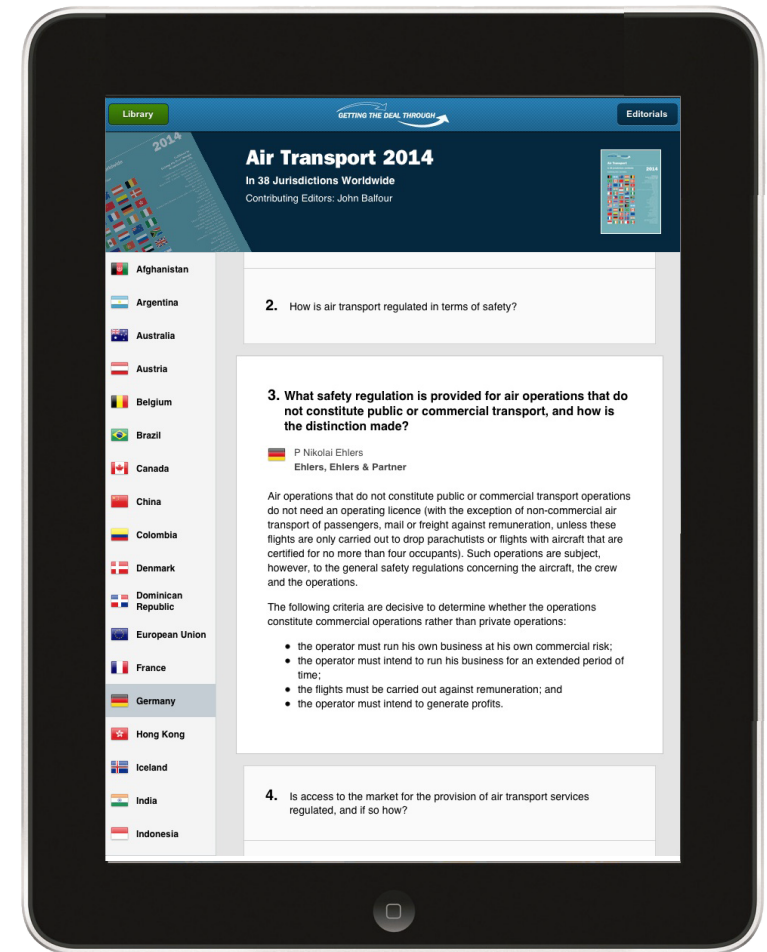 Library
GETTING THE DEAL THROUGH
Editorials
2014
Air Transport 2014
In 38 Jurisdictions Worldwide
Contributing Editors: John Balfour
Air Transport
2014
Afghanistan
Argentina
Australia
Austria
Belgium
Brazil
Canada
China
Colombia
Denmark
Dominican
Republic
European Union
France
Germany
Hong Kong
Iceland
India
Indonesia
2. How is air transport regulated in terms of safety?
3. What safety regulation is provided for air operations that do
not constitute public or commercial transport, and how is
the distinction made?
P Nikolai Ehlers
Ehlers, Ehlers & Partner
Air operations that do not constitute public or commercial transport operations
do not need an operating licence (with the exception of non-commercial air
transport of passengers, mail or freight against remuneration, unless these
flights are only carried out to drop parachutists or flights with aircraft that are
certified for no more than four occupants). Such operations are subject,
however, to the general safety regulations concerning the aircraft, the crew
and the operations.
The following criteria are decisive to determine whether the operations
constitute commercial operations rather than private operations:
• the operator must run his own business at his own commercial risk;
• the operator must intend to run his business for an extended period of
time;
• the flights must be carried out against remuneration; and
• the operator must intend to generate profits.
4. Is access to the market for the provision of air transport services
regulated, and if so how?